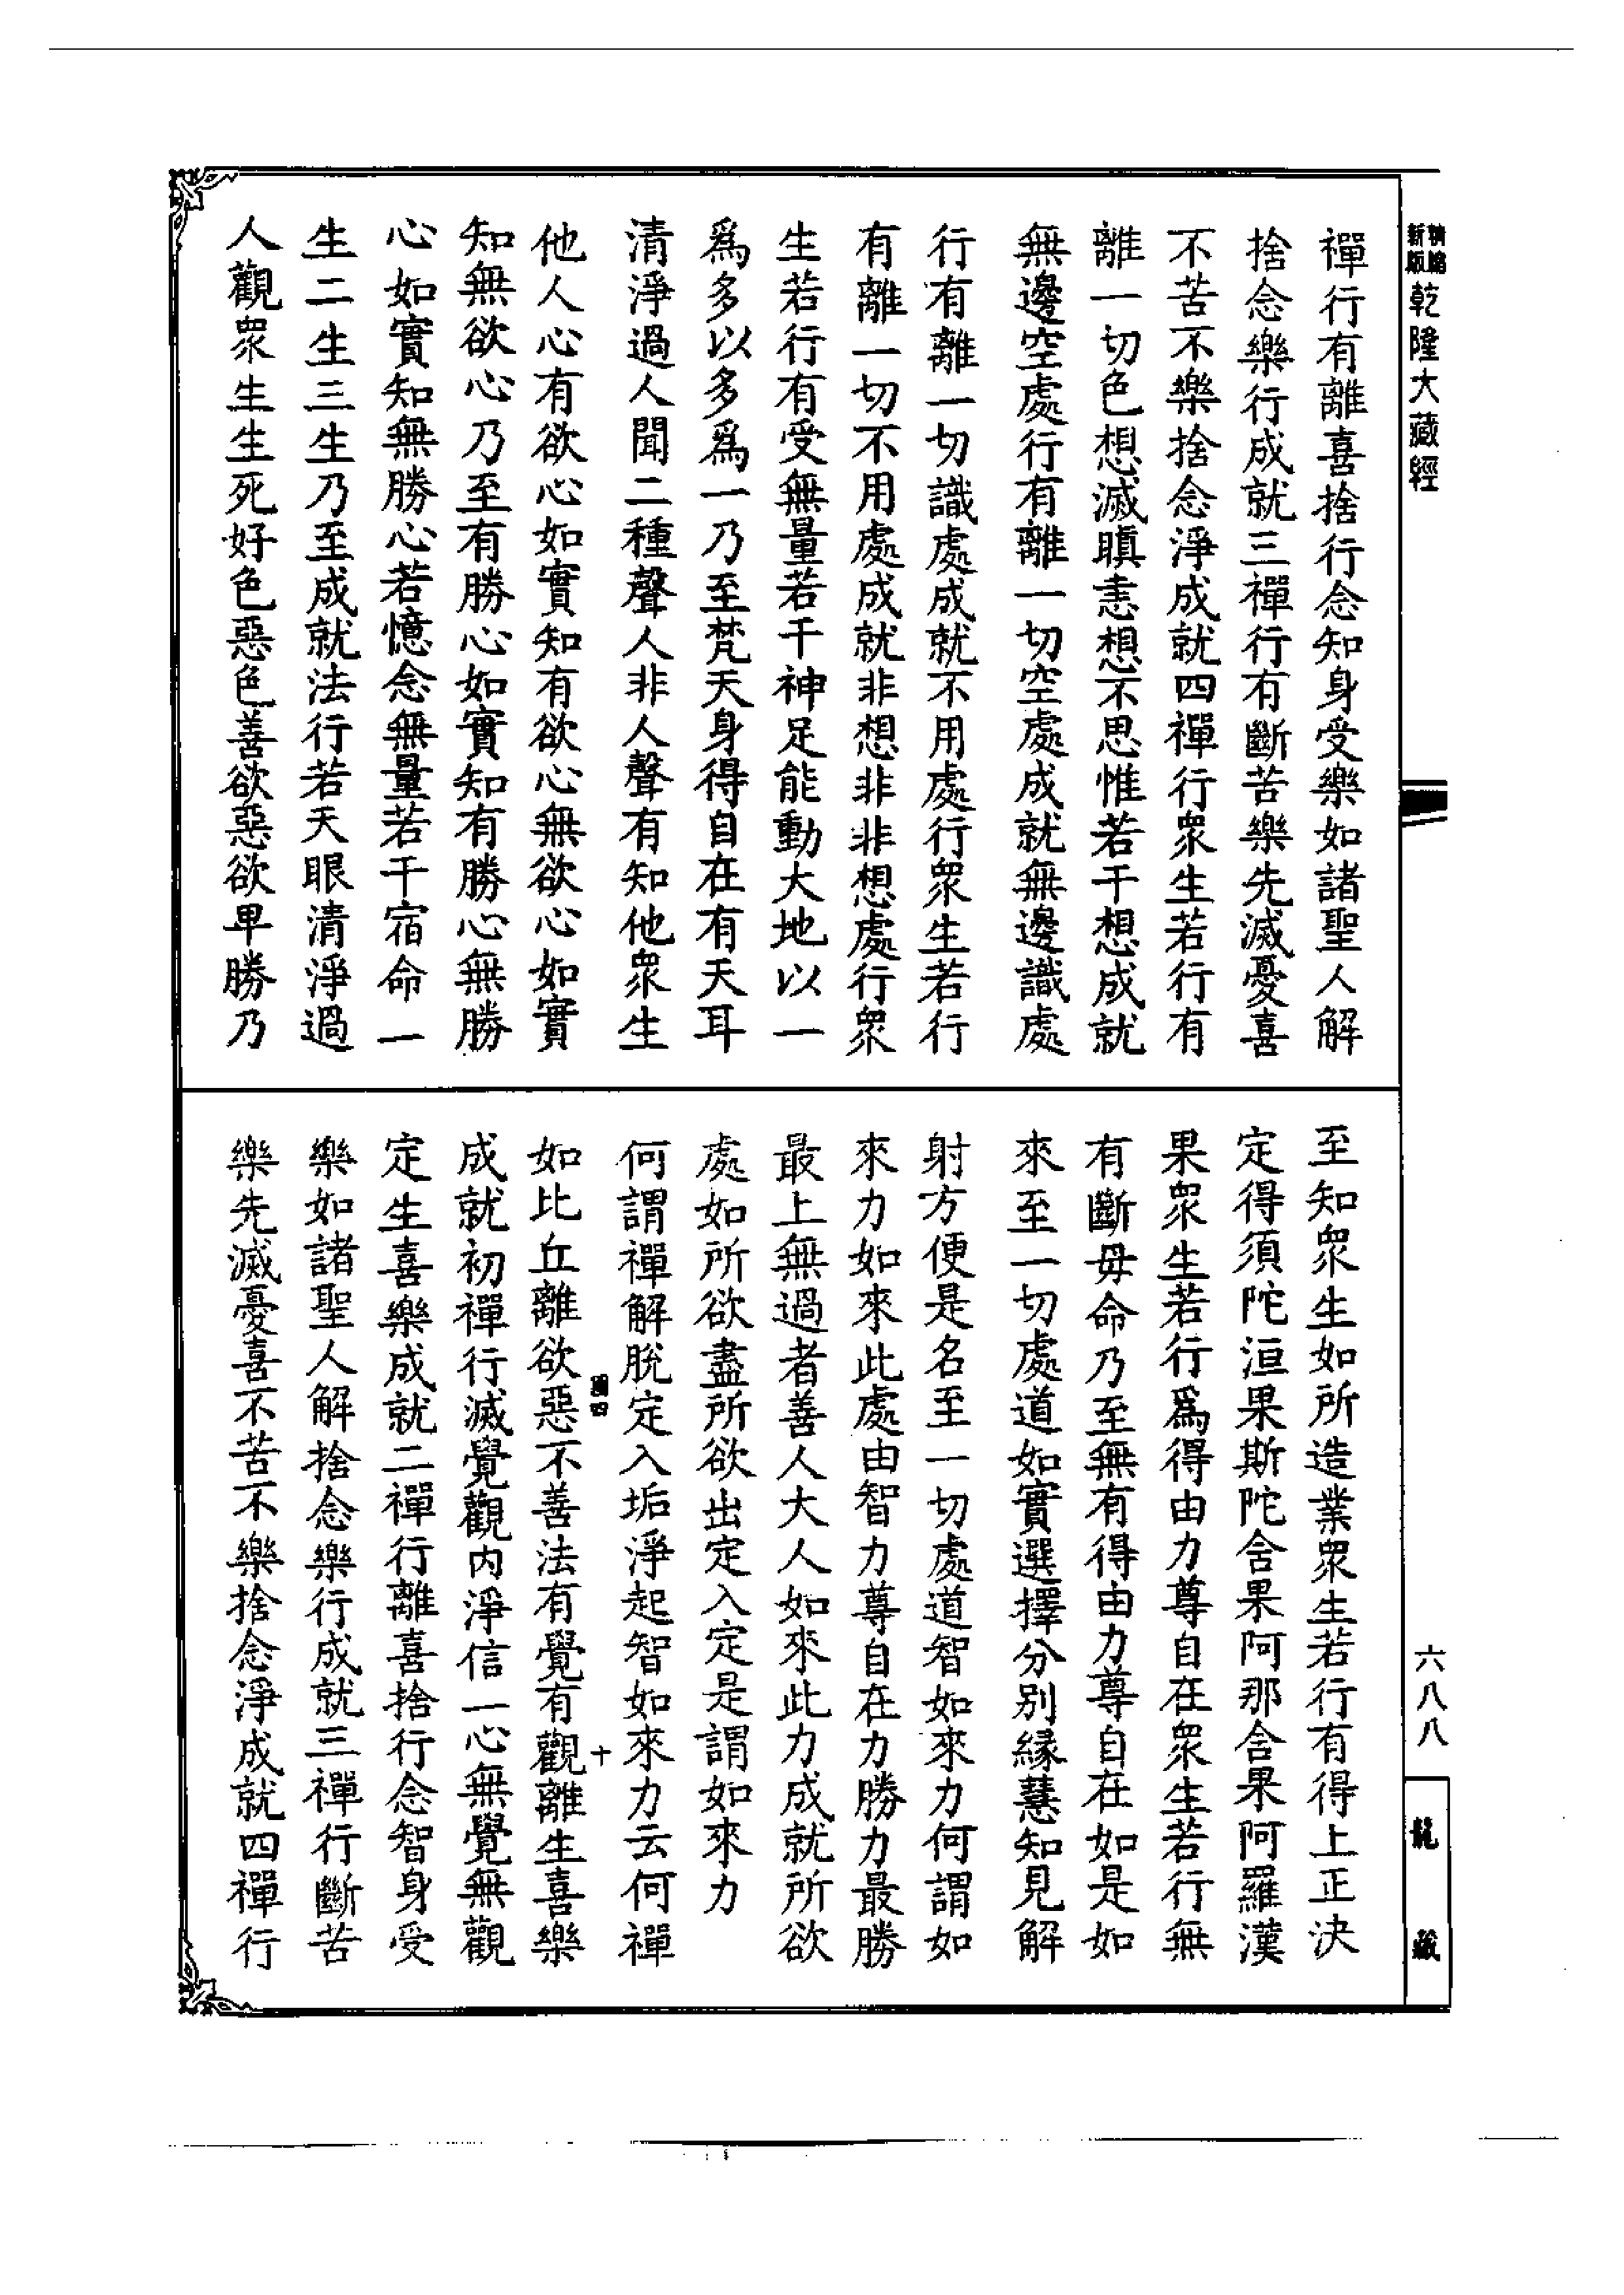 新版
精縮
乾隆大藏經
禪行有離喜捨行念知身受樂如諸聖人解
捨念樂行成就三禪行有斷苦樂先滅憂喜
不苦不樂捨念淨成就四禪行衆生若行有
離一切色想滅瞋恚想不思惟若干想成就
無邊空處行有離一切空處成就無邊識處
行有離一切識處成就不用處行衆生若行
有離一切不用處成就非想非非想處行衆
生若行有受無量若干神足能動大地以一
爲多以多爲一乃至梵天身得自在有天耳
清淨過人聞二種聲人非人聲有知他衆生
他人心有欲心如實知有欲心無欲心如實
知無欲心乃至有勝心如實知有勝心無勝
心如實知無勝心若憶念無量若干宿命一
生二生三生乃至成就法行若天眼清淨過
人觀衆生生死好色惡色善欲惡欲卑勝乃
至知衆生如所造業衆生若行有得上正決
定得須陀洹果斯陀含果阿那含果阿羅漢
果衆生若行爲得由力尊自在衆生若行無
有斷毋命乃至無有得由力尊自在如是如
來至一切處道如實選擇分別緣慧知見解
射方便是名至一切處道智如來力何謂如
來力如來此處由智力尊自在力勝力最勝
最上無過者善人大人如來此力成就所欲
處如所欲盡所欲出定入定是謂如來力
何謂禪解脫定入垢淨起智如來力云何禪
如比丘離欲惡不善法有覺有觀離生喜樂
成就初禪行滅覺觀內淨信一心無覺無觀
定生喜樂成就二禪行離喜捨行念智身受
樂如諸聖人解捨念樂行成就三禪行斷苦
樂先滅憂喜不苦不樂捨念淨成就四禪行
十
六八八
龍藏